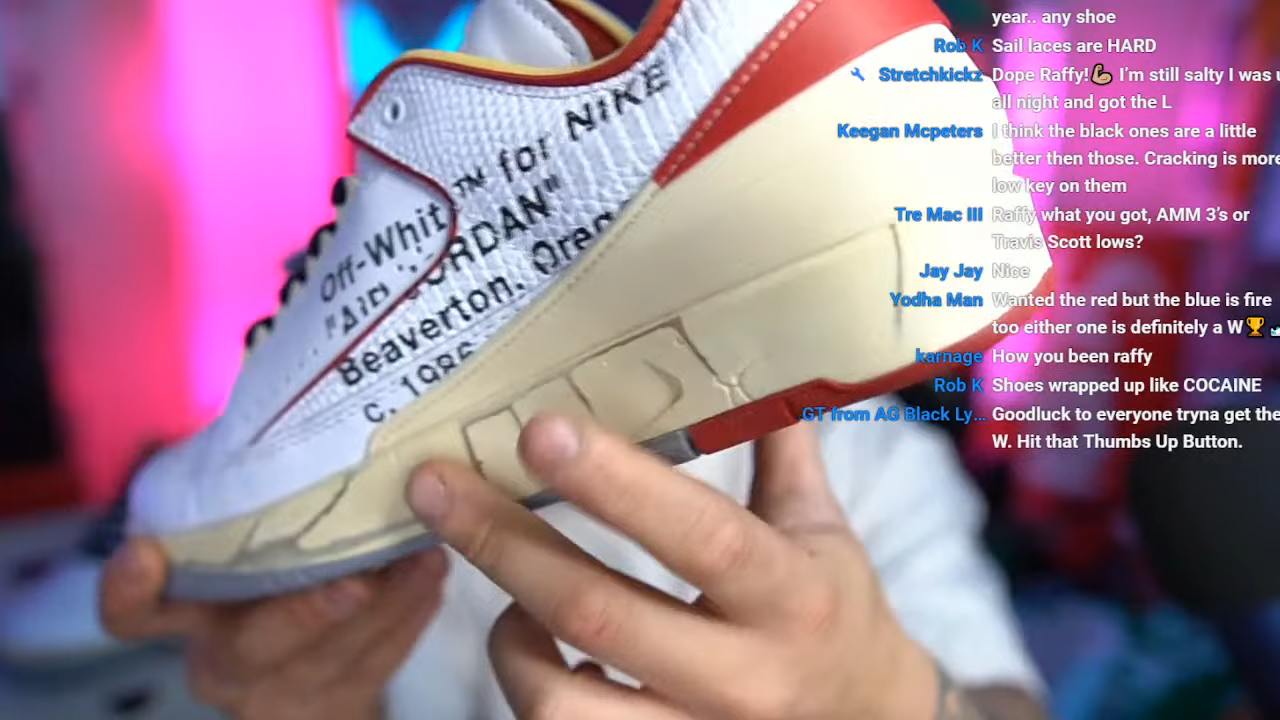 Off-Whit ™ for NIKE
"AIR JORDAN"
Beaverton, Oreg
c. 1986
year.. any shoe
Rob K Sail laces are HARD
Stretchkickz Dope Raffy!💪🏽 I'm still salty I was u
all night and got the L
Keegan Mcpeters I think the black ones are a little
better then those. Cracking is more
low key on them
Tre Mac III Raffy what you got, AMM 3's or
Travis Scott lows?
Jay Jay Nice
Yodha Man Wanted the red but the blue is fire
too either one is definitely a W🏆
karnage How you been raffy
Rob K Shoes wrapped up like COCAINE
GT from AG Black Ly... Goodluck to everyone tryna get the
W. Hit that Thumbs Up Button.